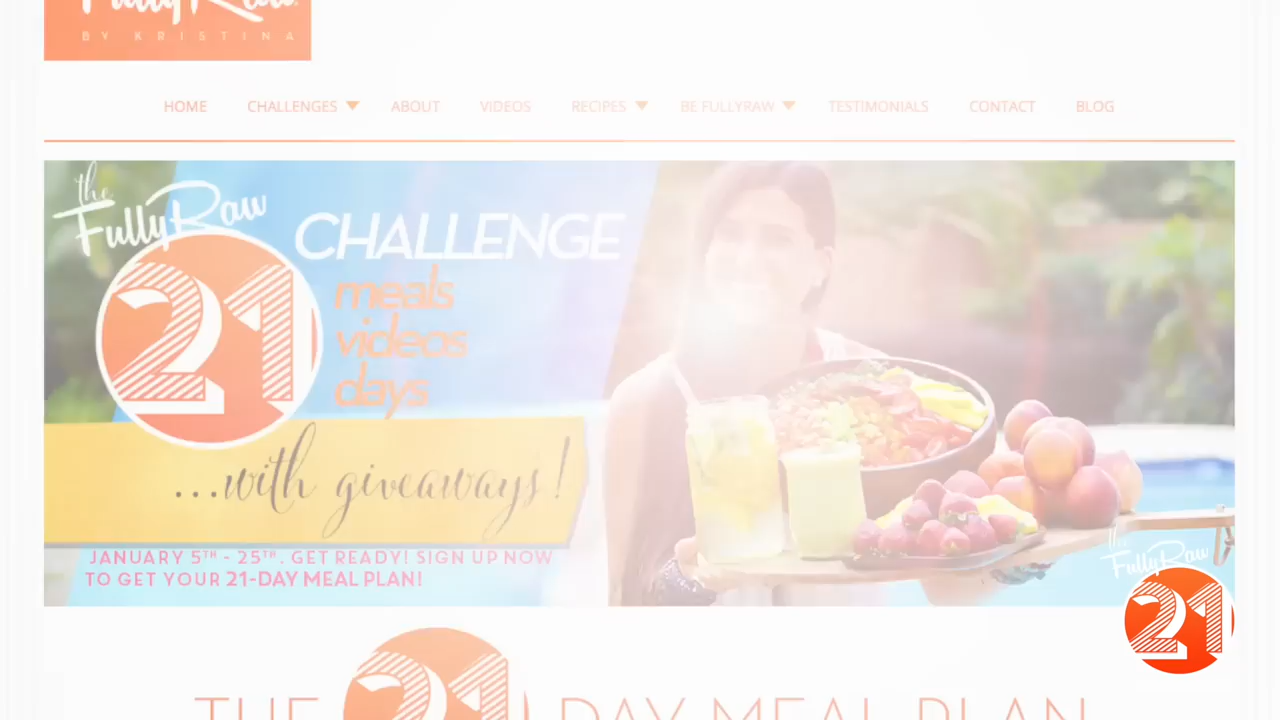 FullyRaw
BY KRISTINA
HOME CHALLENGES ABOUT VIDEOS RECIPES BE FULLYRAW TESTIMONIALS CONTACT BLOG
the
FullyRaw
CHALLENGE
21
meals
videos
days
...with giveaways!
JANUARY 5TH - 25TH. GET READY! SIGN UP NOW
TO GET YOUR 21-DAY MEAL PLAN!
the
FullyRaw
21
THE 21 DAY MEAL PLAN